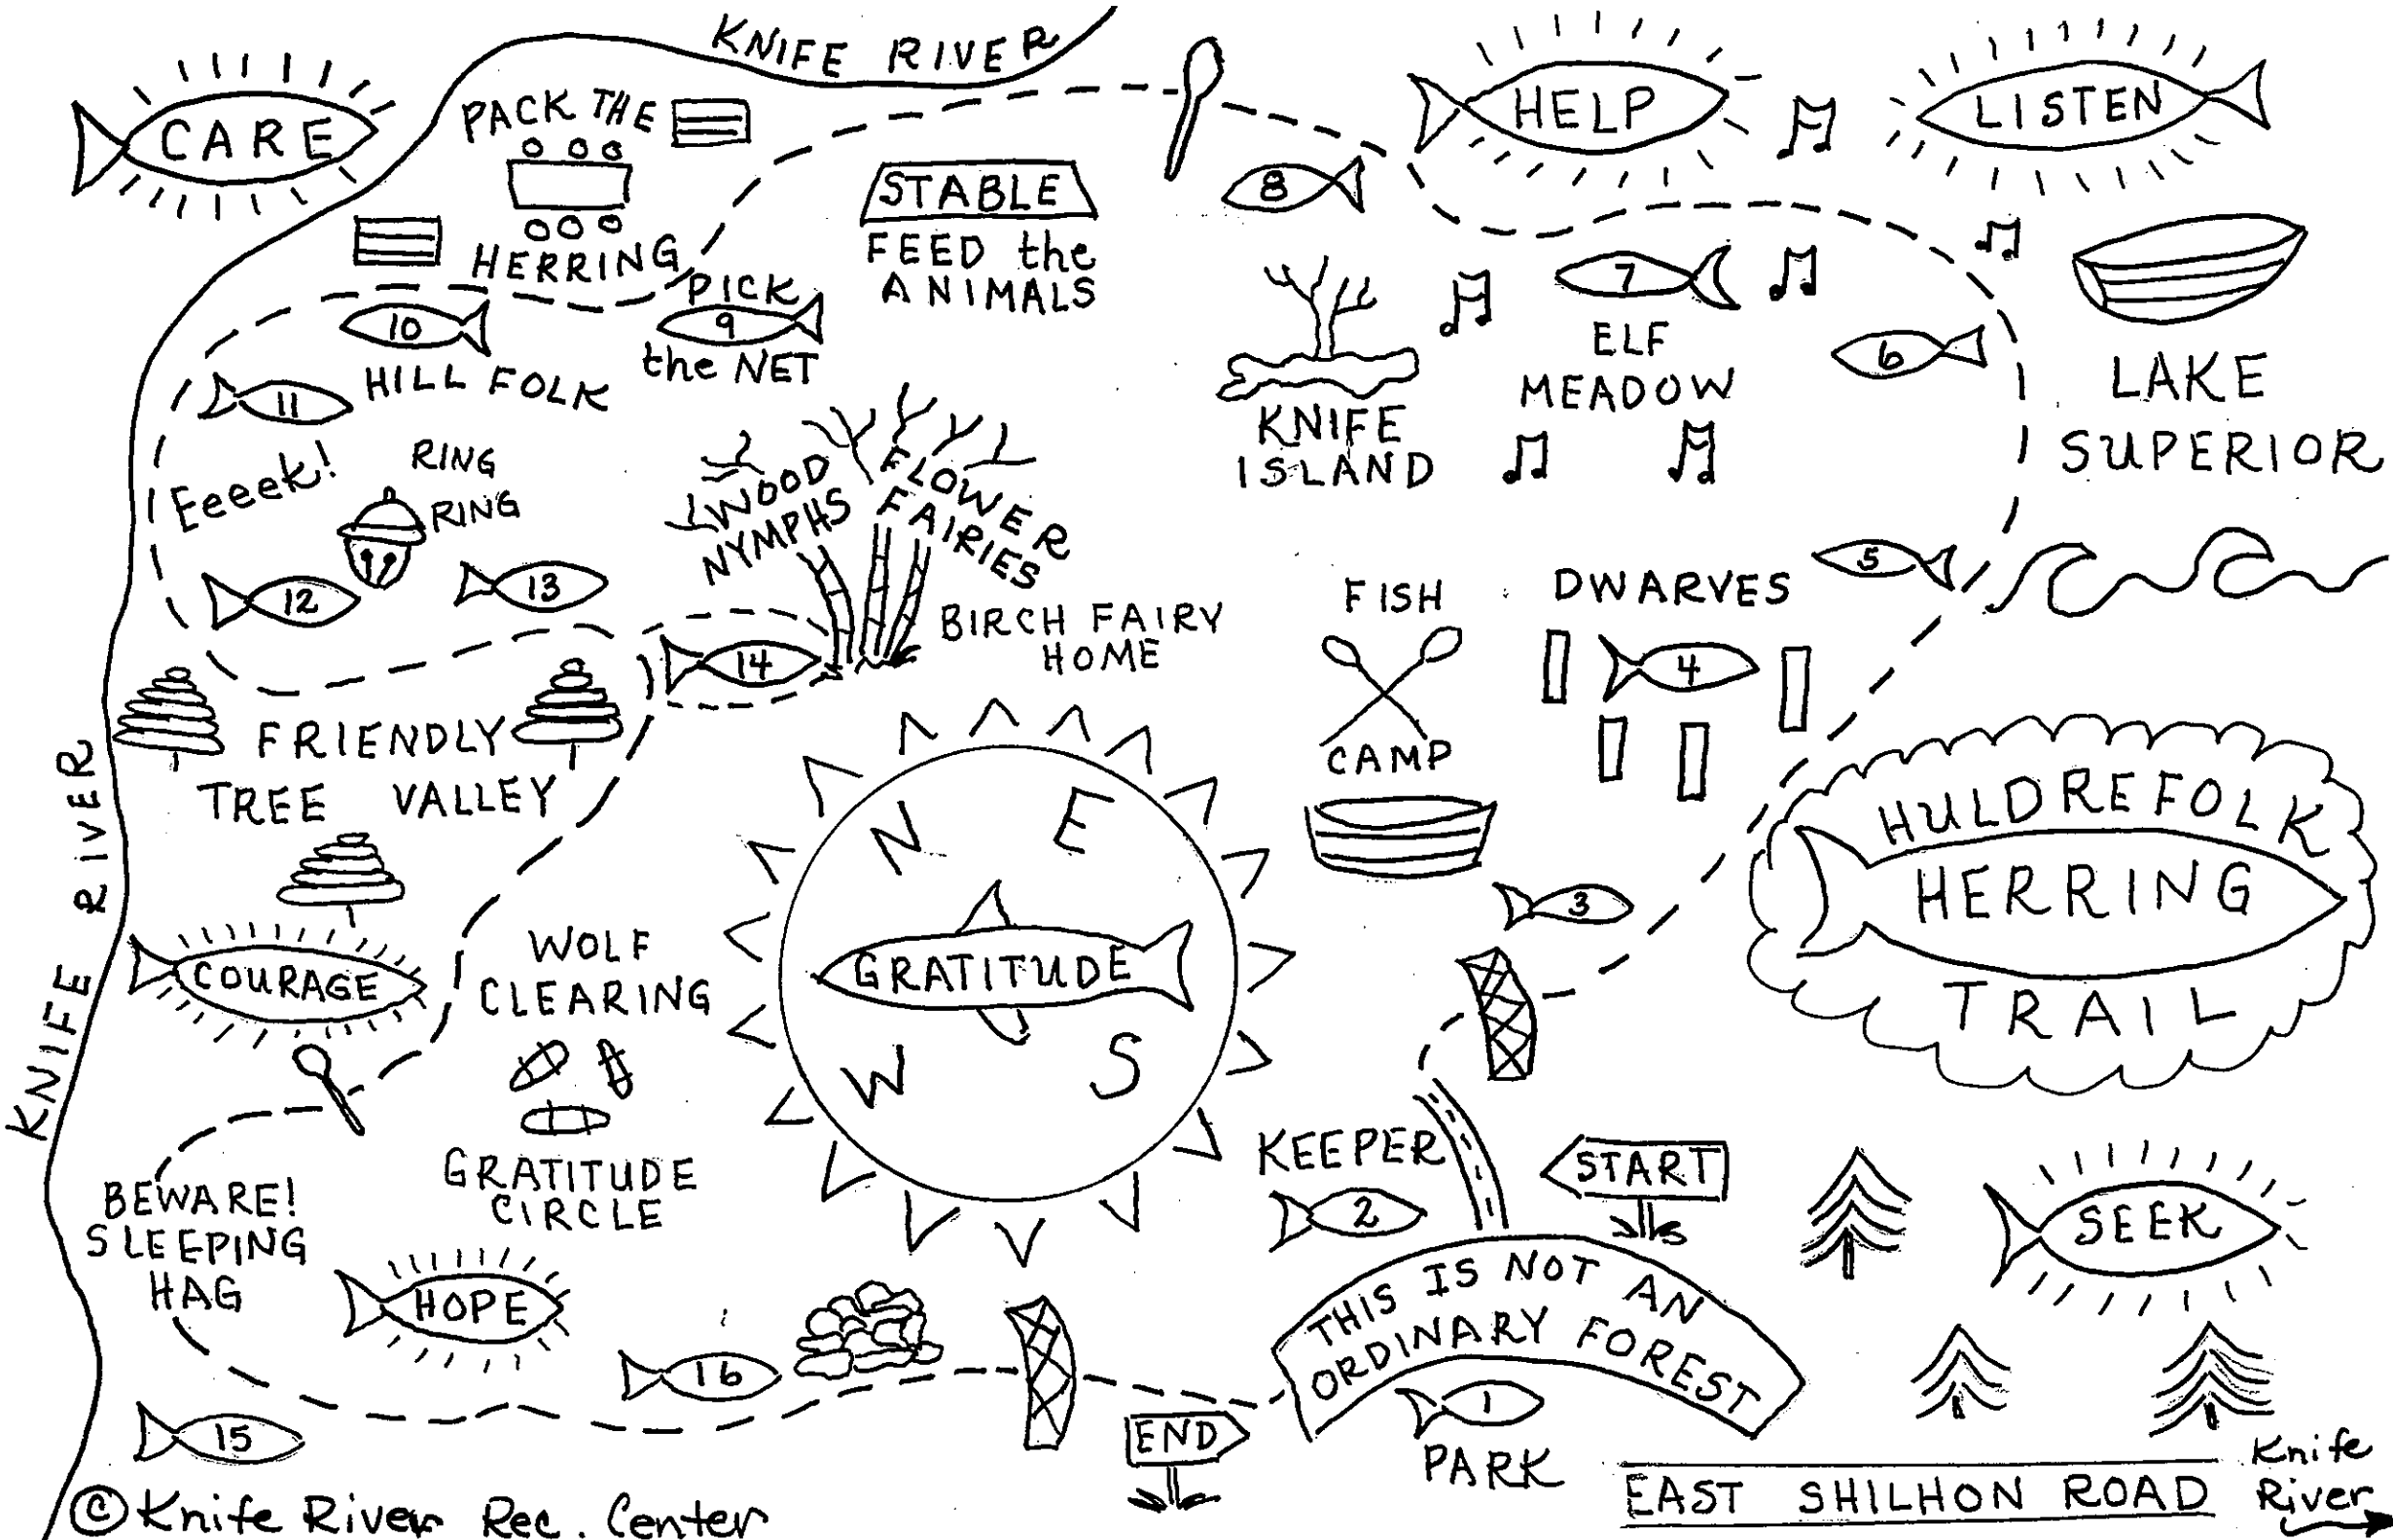 KNIFE RIVER
CARE
PACK THE
HERRING
STABLE
FEED the
ANIMALS
8
HELP
LISTEN
7
ELF
MEADOW
6
LAKE
SUPERIOR
KNIFE
ISLAND
PICK
9
the NET
10
HILL FOLK
11
Eeeek!
RING
RING
12
13
WOOD
NYMPHS
FLOWER
FAIRIES
14
BIRCH FAIRY
HOME
FISH
CAMP
DWARVES
5
4
FRIENDLY
TREE VALLEY
KNIFE RIVER
HULDREFOLK
HERRING
TRAIL
3
N E
GRATITUDE
W S
COURAGE
WOLF
CLEARING
GRATITUDE
CIRCLE
BEWARE!
SLEEPING
HAG
HOPE
KEEPER
2
START
SEEK
THIS IS NOT AN
ORDINARY FOREST
1
PARK
16
15
END
EAST SHILHON ROAD
Knife
River
© Knife River Rec. Center